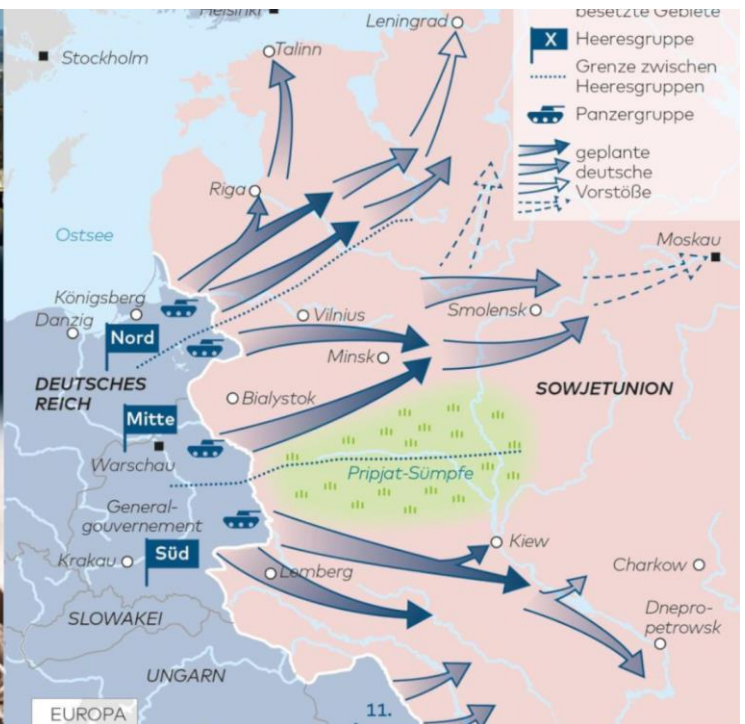 Helsinki
Leningrad
Talinn
Stockholm
besetzte Gebiete
X
Heeresgruppe
Grenze zwischen
Heeresgruppen
Panzergruppe
geplante
deutsche
Vorstöße
Riga
Ostsee
Moskau
Königsberg
Danzig
Nord
Vilnius
Smolensk
Minsk
DEUTSCHES
REICH
Bialystok
SOWJETUNION
Mitte
Warschau
Pripjat-Sümpfe
General-
gouvernement
Kiew
Krakau
Süd
Lemberg
Charkow
SLOWAKEI
Dnepro-
petrowsk
UNGARN
EUROPA
11.